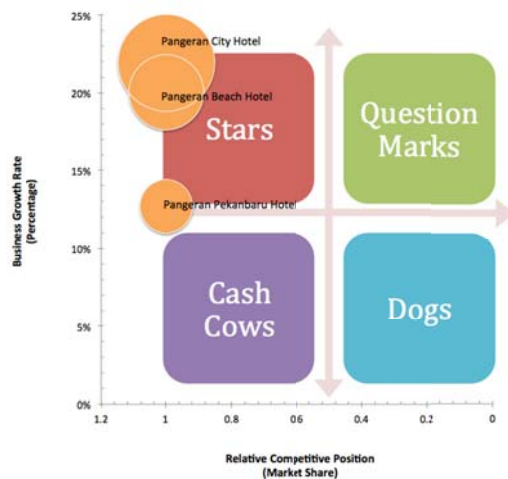 25%
20%
15%
10%
5%
0%
Business Growth Rate
(Percentage)
Pangeran City Hotel
Pangeran Beach Hotel
Pangeran Pekanbaru Hotel
Stars
Question
Marks
Cash
Cows
Dogs
1.2
1
0.8
0.6
0.4
0.2
0
Relative Competitive Position
(Market Share)